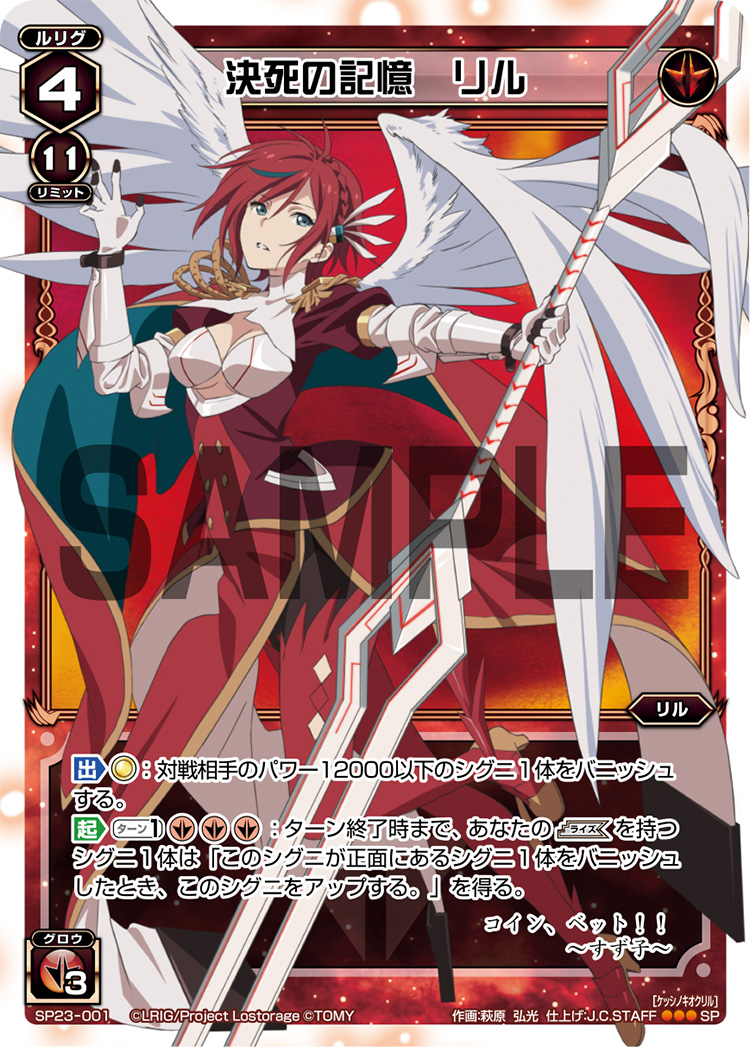 ルリグ
4
決死の記憶 リル
11
リミット
SAMPLE
リル
出 :対戦相手のパワー12000以下のシグニ1体をバニッシュ
する。
起 ターン1 :ターン終了時まで、あなたの ライズ を持つ
シグニ1体は「このシグニが正面にあるシグニ1体をバニッシュ
したとき、このシグニをアップする。」を得る。
コイン、ベット!!
〜すず子〜
グロウ
3
[ケッシノキオクリル]
SP23-001 ©LRIG/Project Lostorage ©TOMY 作画:萩原 弘光 仕上げ:J.C.STAFF SP